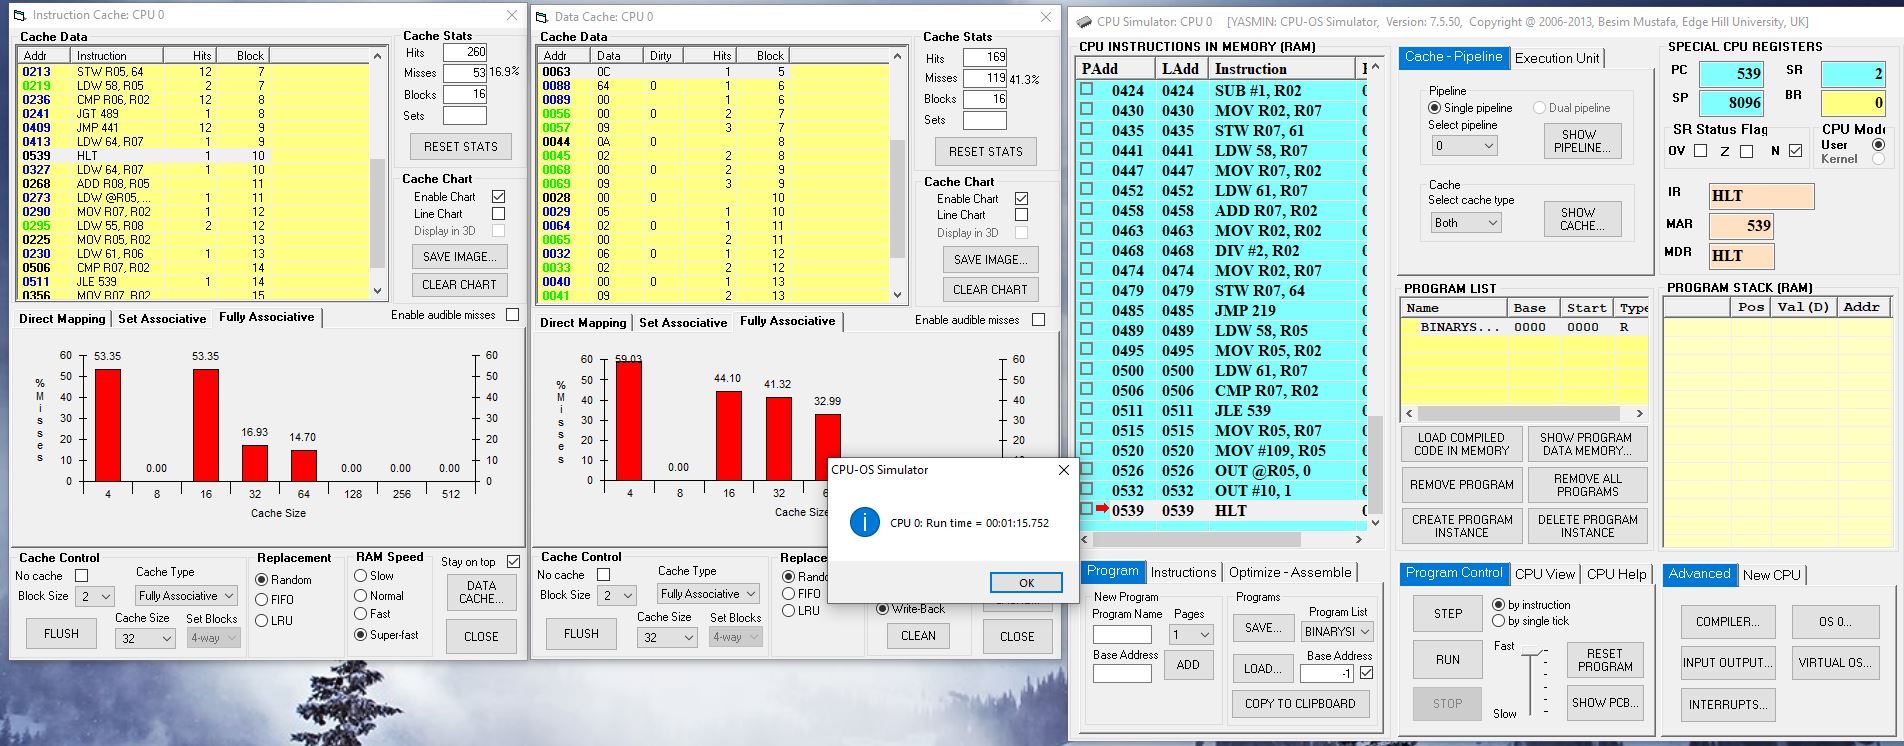 Instruction Cache: CPU 0
Cache Data
Addr Instruction Hits Block
0213 STW R05, 64 12 7
0219 LDW 58, R05 2 7
0236 CMP R06, R02 12 8
0241 JGT 489 1 8
0409 JMP 441 12 9
0413 LDW 64, R07 1 9
0539 HLT 1 10
0327 LDW 64, R07 1 10
0268 ADD R08, R05 11
0273 LDW @R05, ... 1 11
0290 MOV R07, R02 1 12
0295 LDW 55, R08 2 12
0225 MOV R05, R02 13
0230 LDW 61, R06 1 13
0506 CMP R07, R02 14
0511 JLE 539 1 14
0356 MOV R07, R02 15
Cache Stats
Hits 260
Misses 53 16.9%
Blocks 16
Sets
RESET STATS
Cache Chart
Enable Chart
Line Chart
Display in 3D
SAVE IMAGE...
CLEAR CHART
Direct Mapping Set Associative Fully Associative
Enable audible misses
% Misses
60 50 40 30 20 10 0
53.35 0.00 53.35 16.93 14.70 0.00 0.00 0.00
60 50 40 30 20 10 0
4 8 16 32 64 128 256 512
Cache Size
Cache Control
No cache
Block Size 2
Cache Type
Fully Associative
FLUSH
Cache Size
32
Set Blocks
4-way
Replacement
Random
FIFO
LRU
RAM Speed
Slow
Normal
Fast
Super-fast
Stay on top
DATA CACHE...
CLOSE
Data Cache: CPU 0
Cache Data
Addr Data Dirty Hits Block
0063 0C 1 5
0088 64 0 1 6
0089 00 1 6
0056 00 0 2 7
0057 09 3 7
0044 0A 0 8
0045 02 2 8
0068 00 0 2 9
0069 09 3 9
0028 00 0 10
0029 05 1 10
0064 02 0 1 11
0065 00 2 11
0032 06 0 1 12
0033 02 2 12
0040 00 0 1 13
0041 09 2 13
Cache Stats
Hits 169
Misses 119 41.3%
Blocks 16
Sets
RESET STATS
Cache Chart
Enable Chart
Line Chart
Display in 3D
SAVE IMAGE...
CLEAR CHART
Direct Mapping Set Associative Fully Associative
Enable audible misses
% Misses
60 50 40 30 20 10 0
59.03 0.00 44.10 41.32 32.99
60 50 40 30 20 10 0
4 8 16 32 6
Cache Size
Cache Control
No cache
Block Size 2
Cache Type
Fully Associative
FLUSH
Cache Size
32
Set Blocks
4-way
Replace
Rando
FIFO
LRU
Write-Back
CLEAN
CLOSE
CPU-OS Simulator
CPU 0: Run time = 00:01:15.752
OK
CPU Simulator: CPU 0 [YASMIN: CPU-OS Simulator, Version: 7.5.50, Copyright @ 2006-2013, Besim Mustafa, Edge Hill University, UK]
CPU INSTRUCTIONS IN MEMORY (RAM)
PAdd LAdd Instruction
0424 0424 SUB #1, R02
0430 0430 MOV R02, R07
0435 0435 STW R07, 61
0441 0441 LDW 58, R07
0447 0447 MOV R07, R02
0452 0452 LDW 61, R07
0458 0458 ADD R07, R02
0463 0463 MOV R02, R02
0468 0468 DIV #2, R02
0474 0474 MOV R02, R07
0479 0479 STW R07, 64
0485 0485 JMP 219
0489 0489 LDW 58, R05
0495 0495 MOV R05, R02
0500 0500 LDW 61, R07
0506 0506 CMP R07, R02
0511 0511 JLE 539
0515 0515 MOV R05, R07
0520 0520 MOV #109, R05
0526 0526 OUT @R05, 0
0532 0532 OUT #10, 1
0539 0539 HLT
Program Instructions Optimize - Assemble
New Program
Program Name Pages
1
Base Address
ADD
Programs
SAVE...
Program List
BINARYSI
LOAD...
Base Address
-1
COPY TO CLIPBOARD
Cache - Pipeline Execution Unit
Pipeline
Single pipeline Dual pipeline
Select pipeline
0
SHOW PIPELINE...
Cache
Select cache type
Both
SHOW CACHE...
SPECIAL CPU REGISTERS
PC 539 SR 2
SP 8096 BR 0
SR Status Flag
OV Z N
CPU Mode
User
Kernel
IR HLT
MAR 539
MDR HLT
PROGRAM LIST
Name Base Start Type
BINARYS... 0000 0000 R
LOAD COMPILED CODE IN MEMORY
SHOW PROGRAM DATA MEMORY...
REMOVE PROGRAM
REMOVE ALL PROGRAMS
CREATE PROGRAM INSTANCE
DELETE PROGRAM INSTANCE
PROGRAM STACK (RAM)
Pos Val(D) Addr
Program Control CPU View CPU Help
STEP
by instruction
by single tick
RUN
Fast
RESET PROGRAM
STOP
Slow
SHOW PCB...
Advanced New CPU
COMPILER... OS 0...
INPUT OUTPUT... VIRTUAL OS...
INTERRUPTS...